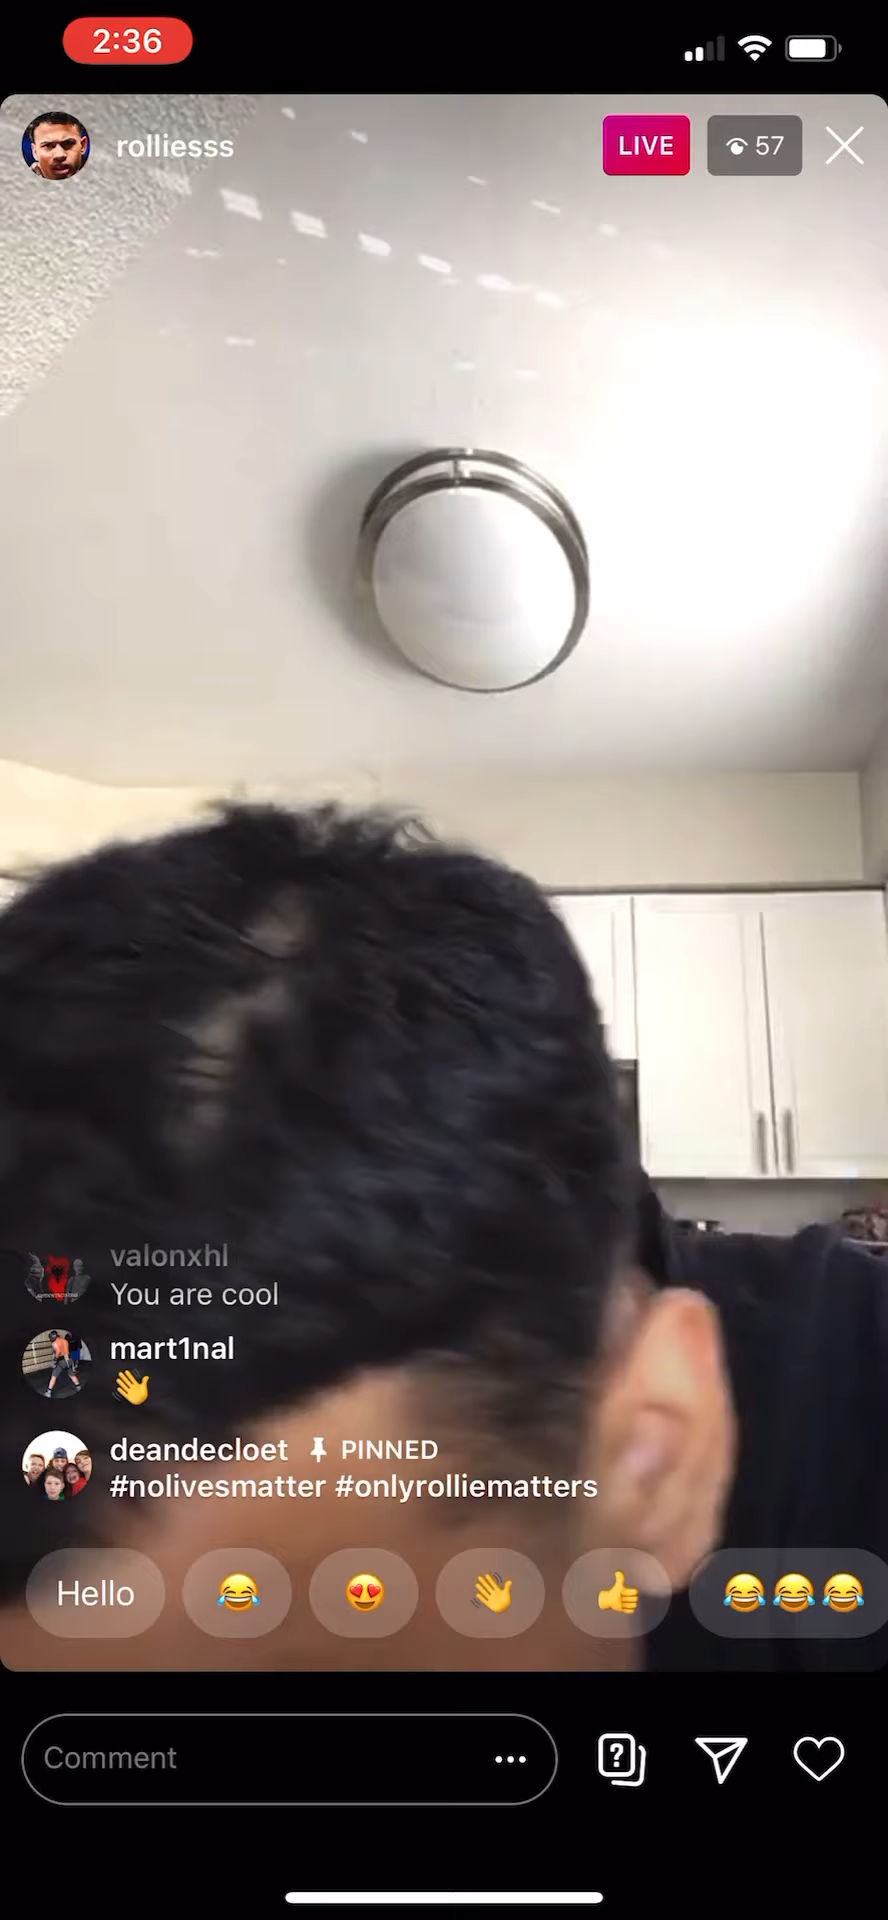 2:36
rolliesss
LIVE
57
valonxhl
You are cool
mart1nal
👋
deandecloet PINNED
#nolivesmatter #onlyrolliematters
Hello 😂 😍 👋 👍 😂😂😂
Comment